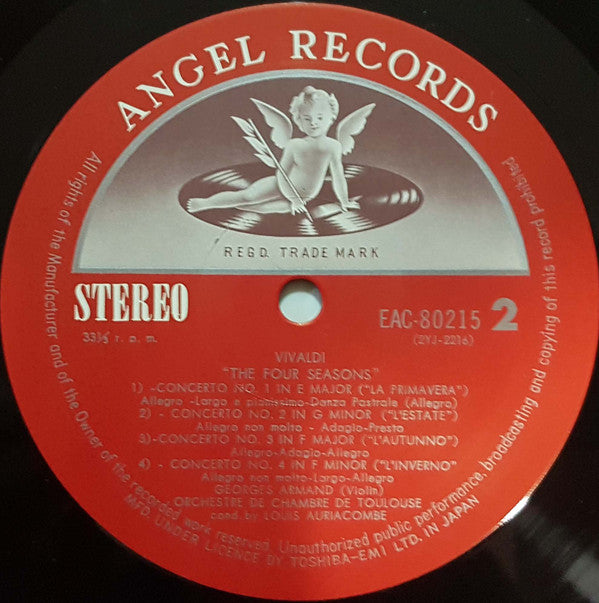 ANGEL RECORDS
REGD. TRADE MARK
STEREO
33⅓ r. p. m.
EAC-80215 2
(2YJ-2216)
VIVALDI
"THE FOUR SEASONS"
1) -CONCERTO NO. 1 IN E MAJOR ("LA PRIMAVERA")
Allegro -Largo e pianissimo-Danza Pastrale (Allegro)
2) - CONCERTO NO. 2 IN G MINOR ("L'ESTATE")
Allegro non molto - Adagio-Presto
3)-CONCERTO NO. 3 IN F MAJOR ("L'AUTUNNO")
Allegro-Adagio-Allegro
4) - CONCERTO NO. 4 IN F MINOR ("L'INVERNO"
Allegro non molto-Largo-Allegro
GEORGES ARMAND (Violin)
ORCHESTRE DE CHAMBRE DE TOULOUSE
cond. by LOUIS AURIACOMBE
All rights of the Manufacturer and of the Owner of the recorded work reserved. Unauthorized public performance, broadcasting and copying of this record prohibited
MFD. UNDER LICENCE BY TOSHIBA-EMI LTD. IN JAPAN